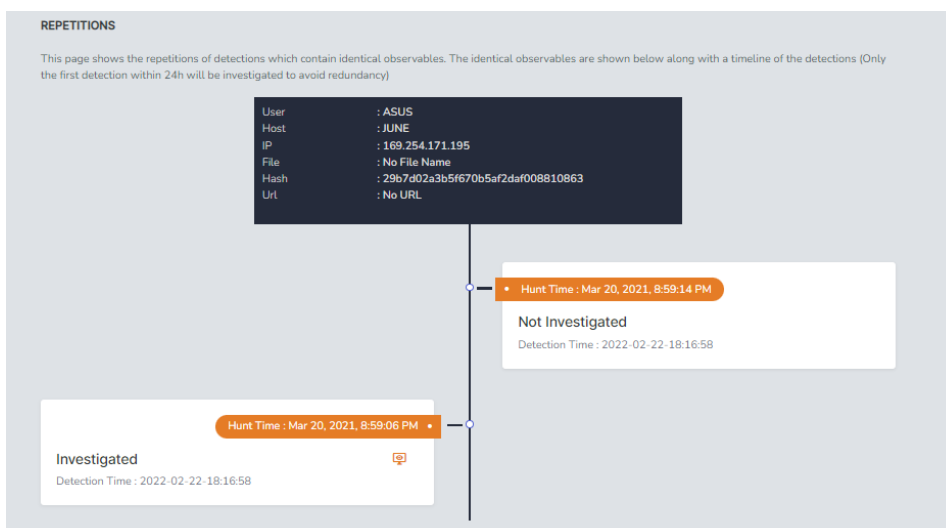 REPETITIONS
This page shows the repetitions of detections which contain identical observables. The identical observables are shown below along with a timeline of the detections (Only
the first detection within 24h will be investigated to avoid redundancy)
User : ASUS
Host : JUNE
IP : 169.254.171.195
File : No File Name
Hash : 29b7d02a3b5f670b5af2daf008810863
Url : No URL
Hunt Time : Mar 20, 2021, 8:59:14 PM
Not Investigated
Detection Time : 2022-02-22-18:16:58
Hunt Time : Mar 20, 2021, 8:59:06 PM
Investigated
Detection Time : 2022-02-22-18:16:58